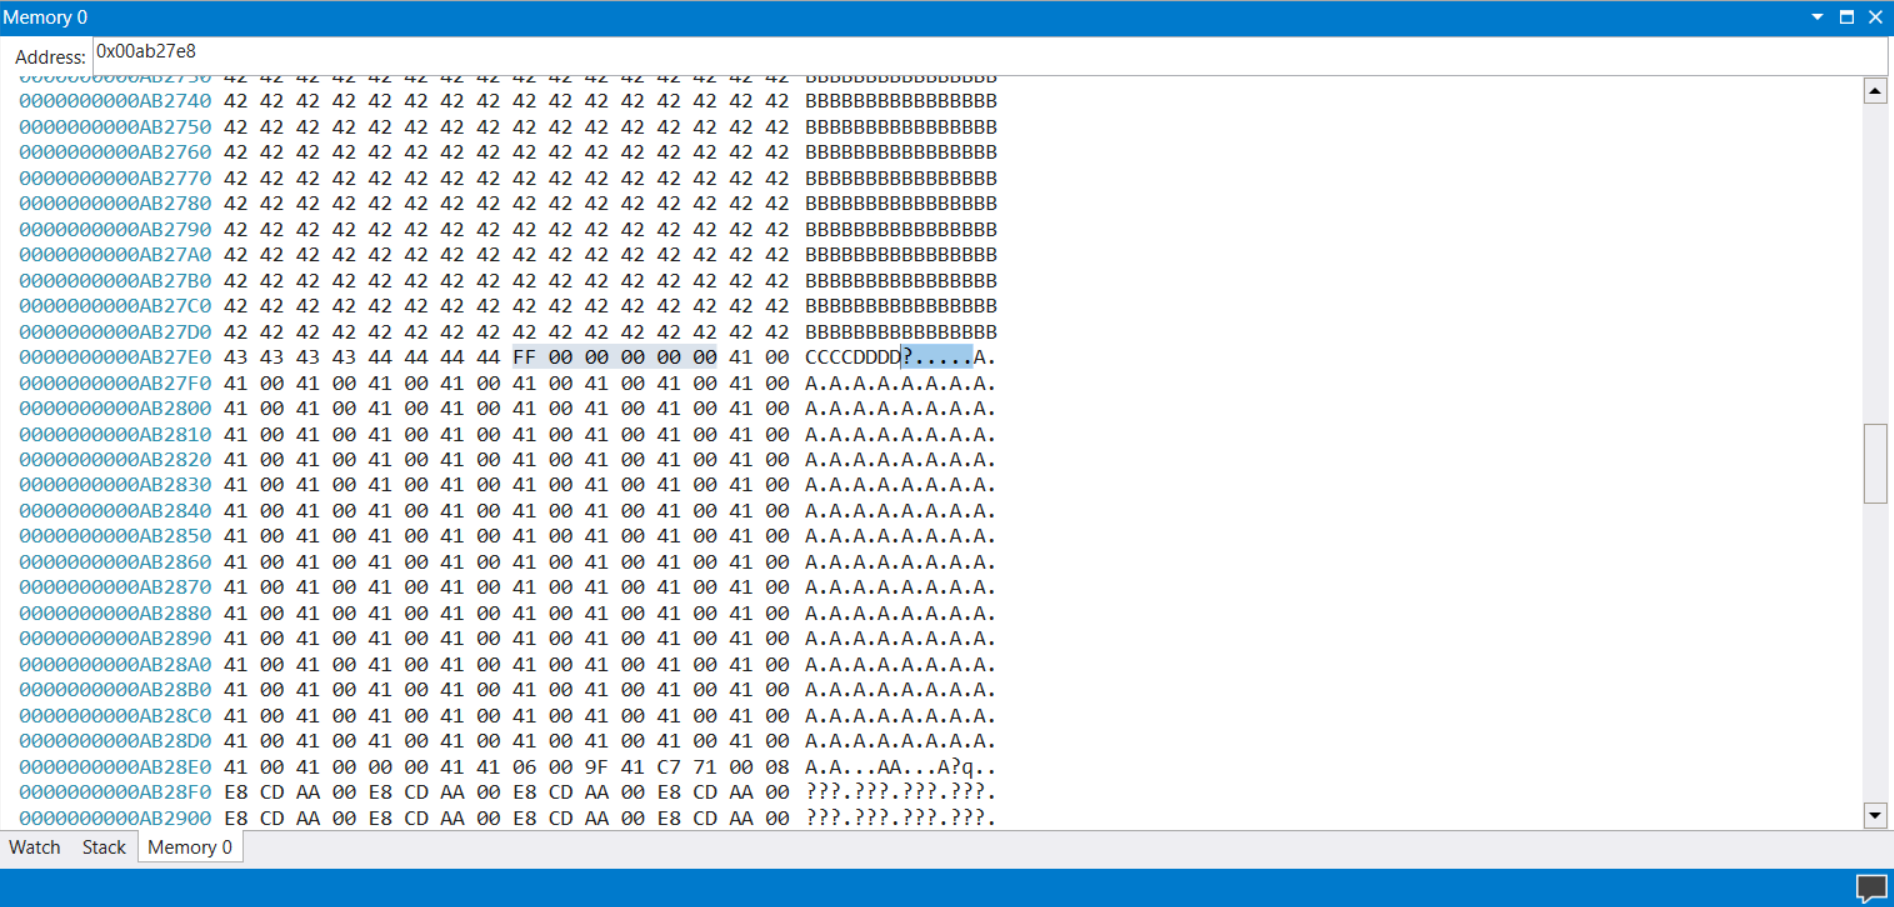 Memory 0
Address: 0x00ab27e8
0000000000AB2730 42 42 42 42 42 42 42 42 42 42 42 42 42 42 42 42 BBBBBBBBBBBBBBBB
0000000000AB2740 42 42 42 42 42 42 42 42 42 42 42 42 42 42 42 42 BBBBBBBBBBBBBBBB
0000000000AB2750 42 42 42 42 42 42 42 42 42 42 42 42 42 42 42 42 BBBBBBBBBBBBBBBB
0000000000AB2760 42 42 42 42 42 42 42 42 42 42 42 42 42 42 42 42 BBBBBBBBBBBBBBBB
0000000000AB2770 42 42 42 42 42 42 42 42 42 42 42 42 42 42 42 42 BBBBBBBBBBBBBBBB
0000000000AB2780 42 42 42 42 42 42 42 42 42 42 42 42 42 42 42 42 BBBBBBBBBBBBBBBB
0000000000AB2790 42 42 42 42 42 42 42 42 42 42 42 42 42 42 42 42 BBBBBBBBBBBBBBBB
0000000000AB27A0 42 42 42 42 42 42 42 42 42 42 42 42 42 42 42 42 BBBBBBBBBBBBBBBB
0000000000AB27B0 42 42 42 42 42 42 42 42 42 42 42 42 42 42 42 42 BBBBBBBBBBBBBBBB
0000000000AB27C0 42 42 42 42 42 42 42 42 42 42 42 42 42 42 42 42 BBBBBBBBBBBBBBBB
0000000000AB27D0 42 42 42 42 42 42 42 42 42 42 42 42 42 42 42 42 BBBBBBBBBBBBBBBB
0000000000AB27E0 43 43 43 43 44 44 44 44 FF 00 00 00 00 00 41 00 CCCCDDDD?.....A.
0000000000AB27F0 41 00 41 00 41 00 41 00 41 00 41 00 41 00 41 00 A.A.A.A.A.A.A.A.
0000000000AB2800 41 00 41 00 41 00 41 00 41 00 41 00 41 00 41 00 A.A.A.A.A.A.A.A.
0000000000AB2810 41 00 41 00 41 00 41 00 41 00 41 00 41 00 41 00 A.A.A.A.A.A.A.A.
0000000000AB2820 41 00 41 00 41 00 41 00 41 00 41 00 41 00 41 00 A.A.A.A.A.A.A.A.
0000000000AB2830 41 00 41 00 41 00 41 00 41 00 41 00 41 00 41 00 A.A.A.A.A.A.A.A.
0000000000AB2840 41 00 41 00 41 00 41 00 41 00 41 00 41 00 41 00 A.A.A.A.A.A.A.A.
0000000000AB2850 41 00 41 00 41 00 41 00 41 00 41 00 41 00 41 00 A.A.A.A.A.A.A.A.
0000000000AB2860 41 00 41 00 41 00 41 00 41 00 41 00 41 00 41 00 A.A.A.A.A.A.A.A.
0000000000AB2870 41 00 41 00 41 00 41 00 41 00 41 00 41 00 41 00 A.A.A.A.A.A.A.A.
0000000000AB2880 41 00 41 00 41 00 41 00 41 00 41 00 41 00 41 00 A.A.A.A.A.A.A.A.
0000000000AB2890 41 00 41 00 41 00 41 00 41 00 41 00 41 00 41 00 A.A.A.A.A.A.A.A.
0000000000AB28A0 41 00 41 00 41 00 41 00 41 00 41 00 41 00 41 00 A.A.A.A.A.A.A.A.
0000000000AB28B0 41 00 41 00 41 00 41 00 41 00 41 00 41 00 41 00 A.A.A.A.A.A.A.A.
0000000000AB28C0 41 00 41 00 41 00 41 00 41 00 41 00 41 00 41 00 A.A.A.A.A.A.A.A.
0000000000AB28D0 41 00 41 00 41 00 41 00 41 00 41 00 41 00 41 00 A.A.A.A.A.A.A.A.
0000000000AB28E0 41 00 41 00 00 00 41 41 06 00 9F 41 C7 71 00 08 A.A...AA...A?q..
0000000000AB28F0 E8 CD AA 00 E8 CD AA 00 E8 CD AA 00 E8 CD AA 00 ???.???.???.???.
0000000000AB2900 E8 CD AA 00 E8 CD AA 00 E8 CD AA 00 E8 CD AA 00 ???.???.???.???.
Watch Stack Memory 0